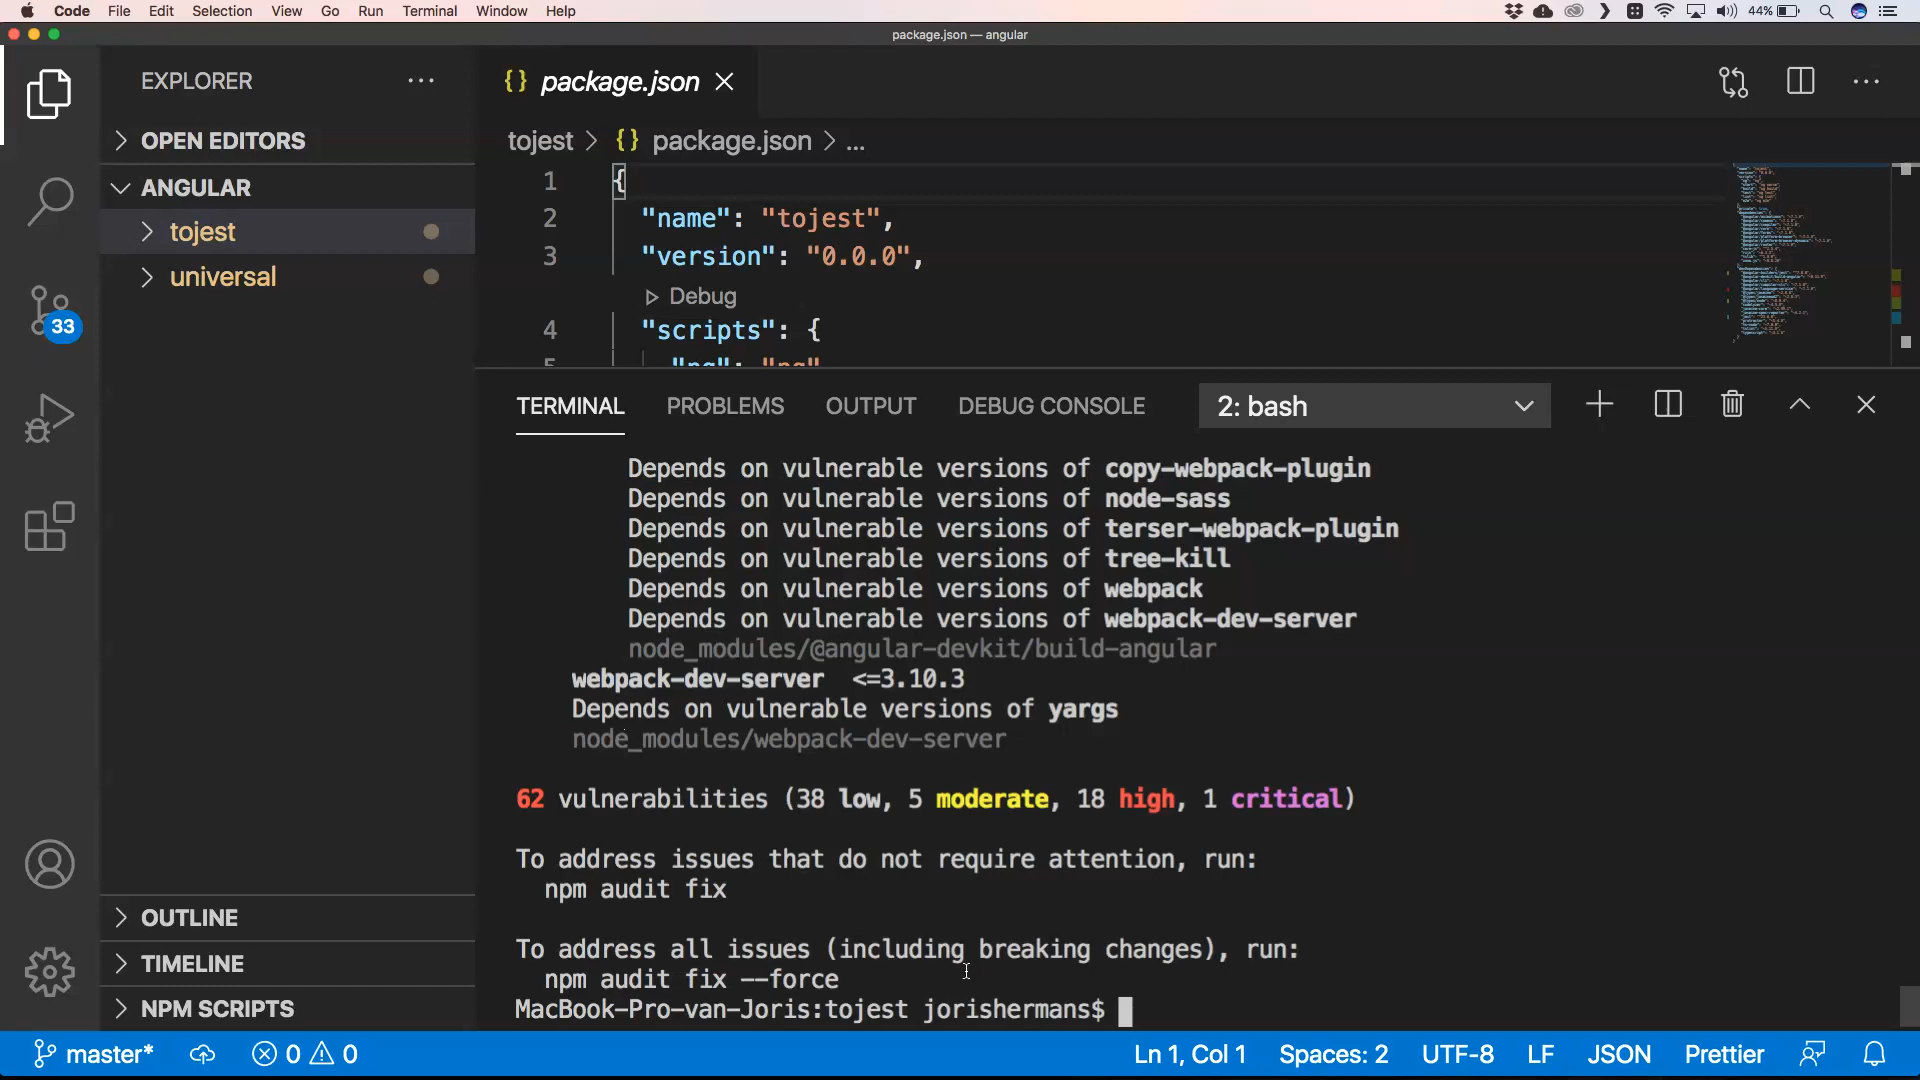 Code File Edit Selection View Go Run Terminal Window Help 44%
package.json — angular
EXPLORER
package.json
OPEN EDITORS
tojest > {} package.json > ...
ANGULAR
tojest
universal
1 {
2 "name": "tojest",
3 "version": "0.0.0",
Debug
4 "scripts": {
5 "ng": "ng"
33
TERMINAL PROBLEMS OUTPUT DEBUG CONSOLE 2: bash
Depends on vulnerable versions of copy-webpack-plugin
Depends on vulnerable versions of node-sass
Depends on vulnerable versions of terser-webpack-plugin
Depends on vulnerable versions of tree-kill
Depends on vulnerable versions of webpack
Depends on vulnerable versions of webpack-dev-server
node_modules/@angular-devkit/build-angular
webpack-dev-server <=3.10.3
Depends on vulnerable versions of yargs
node_modules/webpack-dev-server
62 vulnerabilities (38 low, 5 moderate, 18 high, 1 critical)
To address issues that do not require attention, run:
npm audit fix
To address all issues (including breaking changes), run:
npm audit fix --force
MacBook-Pro-van-Joris:tojest jorishermans$
OUTLINE
TIMELINE
NPM SCRIPTS
master* 0 0 Ln 1, Col 1 Spaces: 2 UTF-8 LF JSON Prettier